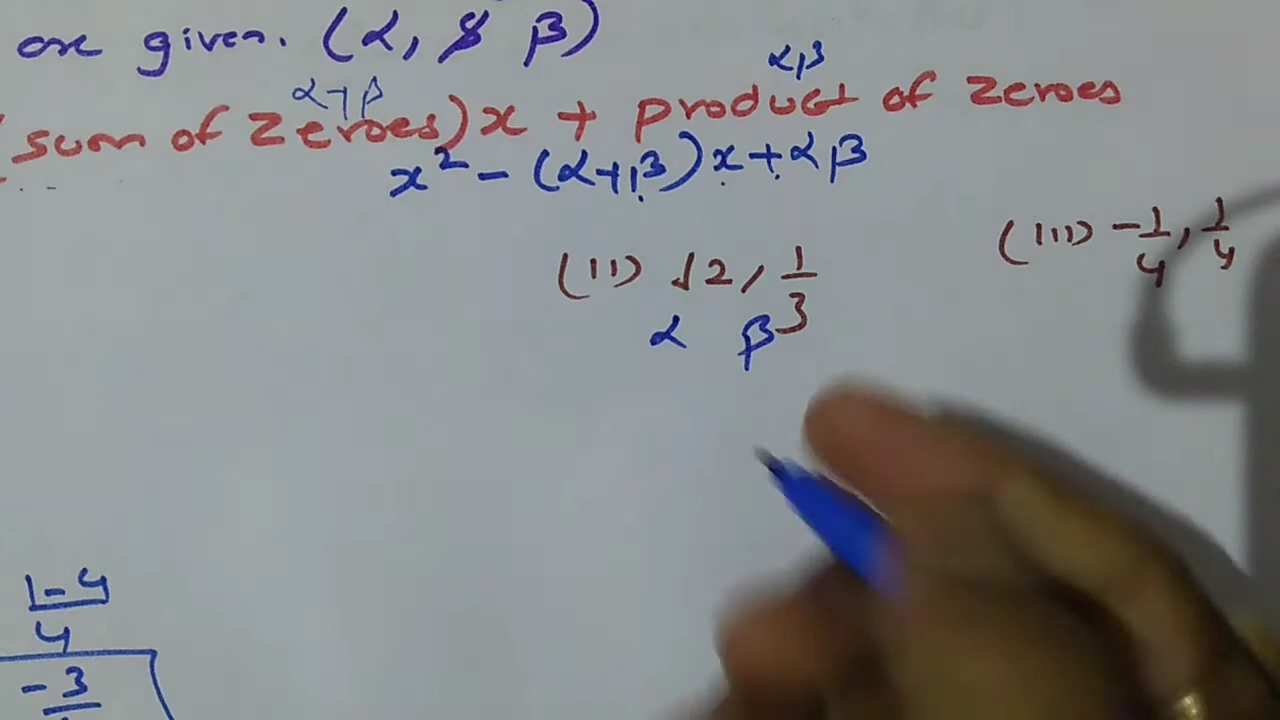 are given. (α, β)
α+β αβ
(sum of zeroes)x + product of zeroes
x² - (α+β)x + αβ
(ii) √2, 1/3
α β
(iii) -1/4, 1/4
1-4/4
-3